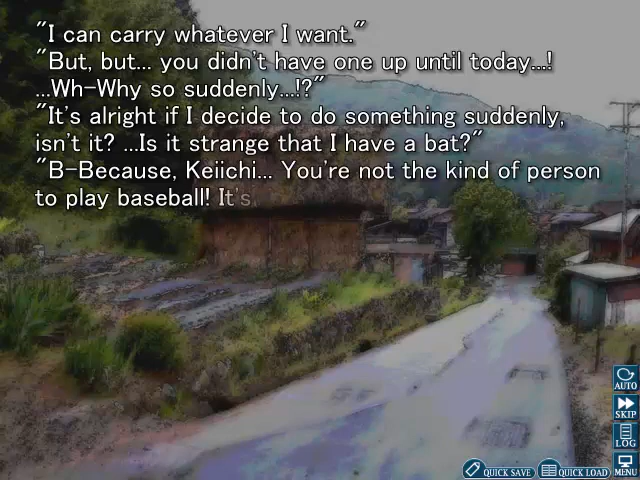 "I can carry whatever I want."
"But, but... you didn't have one up until today...!
...Wh-Why so suddenly...!?"
"It's alright if I decide to do something suddenly,
isn't it? ...Is it strange that I have a bat?"
"B-Because, Keiichi... You're not the kind of person
to play baseball! It's
AUTO
SKIP
LOG
MENU
QUICK SAVE QUICK LOAD